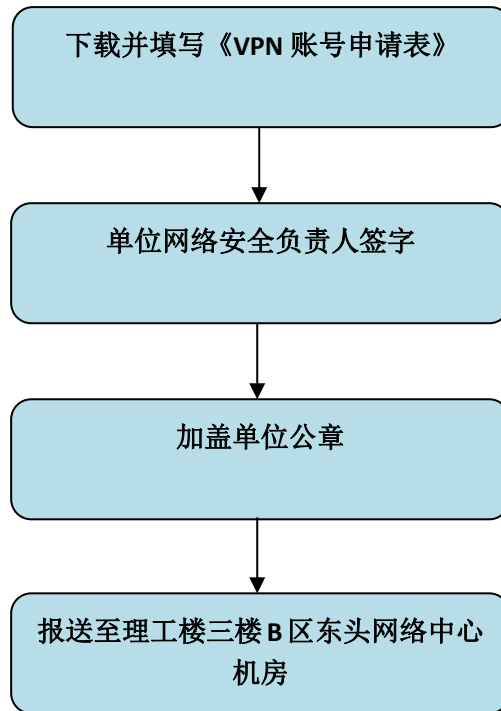 下载并填写《VPN 账号申请表》
单位网络安全负责人签字
加盖单位公章
报送至理工楼三楼 B 区东头网络中心
机房